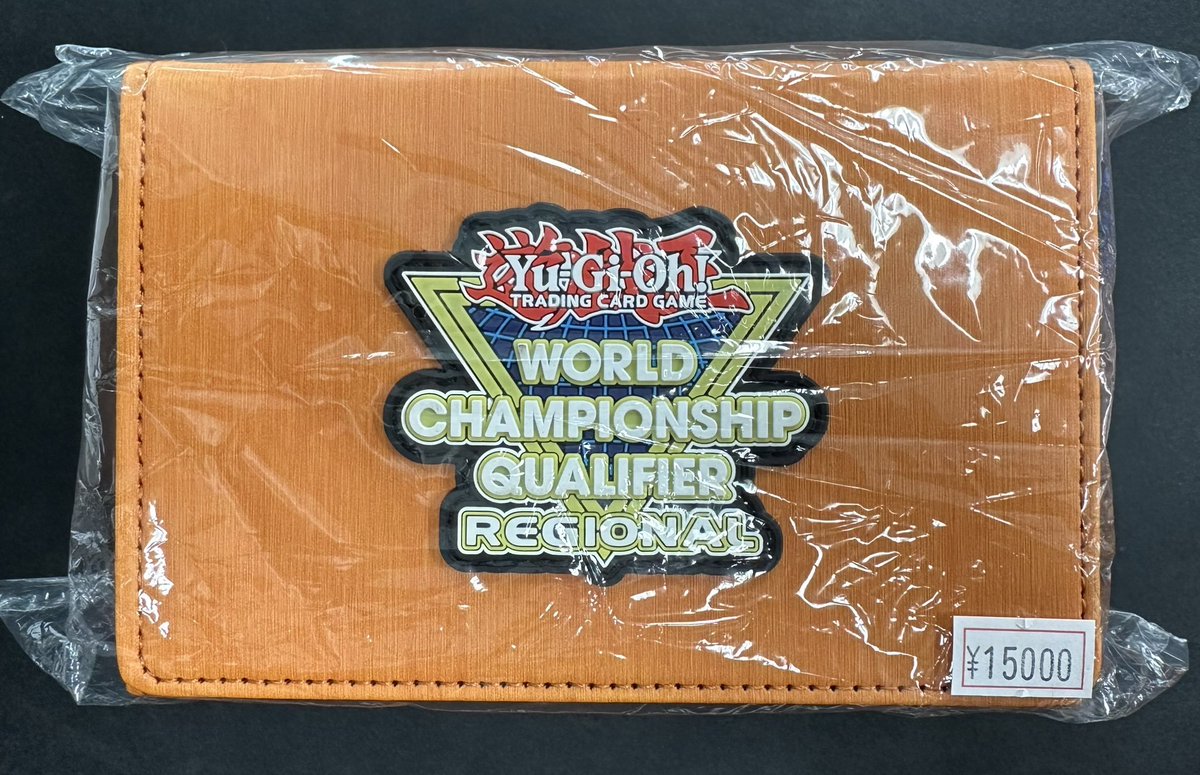 Yu-Gi-Oh!
TRADING CARD GAME
WORLD
CHAMPIONSHIP
QUALIFIER
REGIONAL
¥15000